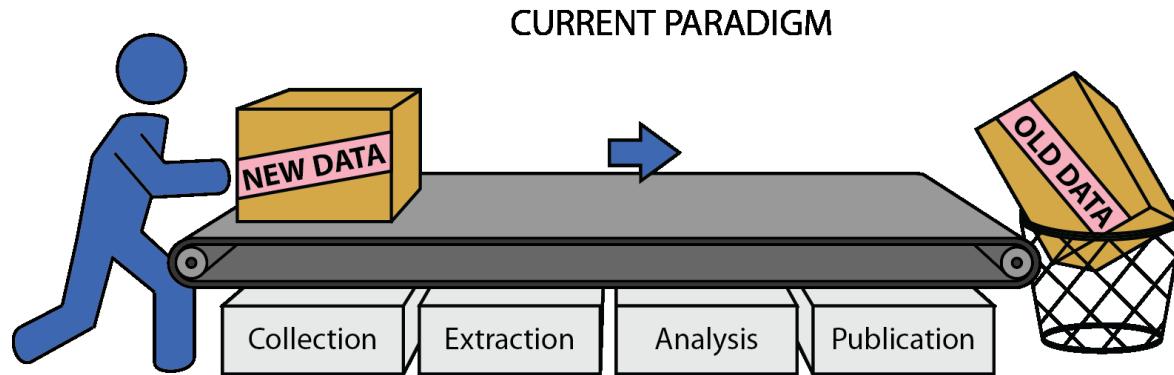 CURRENT PARADIGM
NEW DATA
OLD DATA
Collection
Extraction
Analysis
Publication